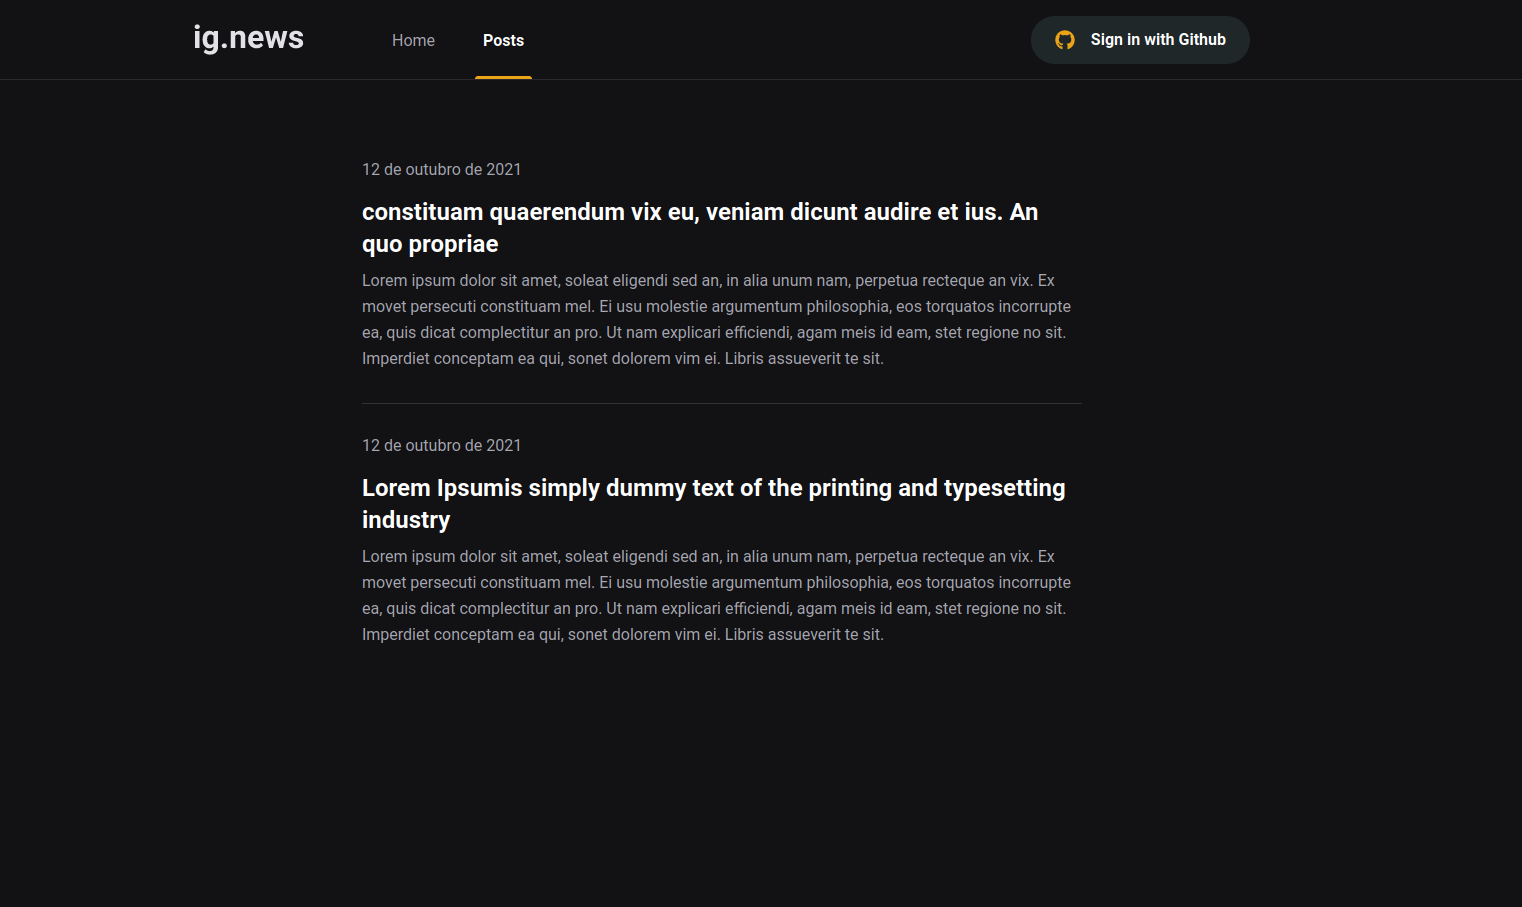 ig.news
Home
Posts
Sign in with Github
12 de outubro de 2021
constituam quaerendum vix eu, veniam dicunt audire et ius. An
quo propriae
Lorem ipsum dolor sit amet, soleat eligendi sed an, in alia unum nam, perpetua recteque an vix. Ex
movet persecuti constituam mel. Ei usu molestie argumentum philosophia, eos torquatos incorrupte
ea, quis dicat complectitur an pro. Ut nam explicari efficiendi, agam meis id eam, stet regione no sit.
Imperdiet conceptam ea qui, sonet dolorem vim ei. Libris assueverit te sit.
12 de outubro de 2021
Lorem Ipsumis simply dummy text of the printing and typesetting
industry
Lorem ipsum dolor sit amet, soleat eligendi sed an, in alia unum nam, perpetua recteque an vix. Ex
movet persecuti constituam mel. Ei usu molestie argumentum philosophia, eos torquatos incorrupte
ea, quis dicat complectitur an pro. Ut nam explicari efficiendi, agam meis id eam, stet regione no sit.
Imperdiet conceptam ea qui, sonet dolorem vim ei. Libris assueverit te sit.